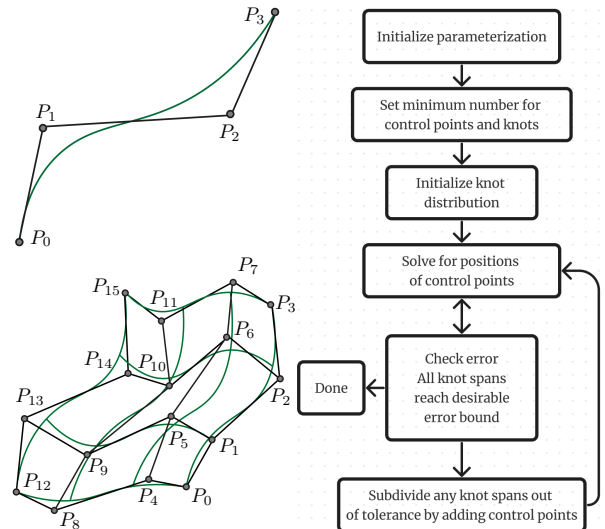 P3
P1
P2
P0
P7
P15
P11
P3
P6
P14
P10
P2
P13
P5
P1
P9
P12
P4
P0
P8
Initialize parameterization
Set minimum number for
control points and knots
Initialize knot
distribution
Solve for positions
of control points
Check error
All knot spans
reach desirable
error bound
Done
Subdivide any knot spans out
of tolerance by adding control points